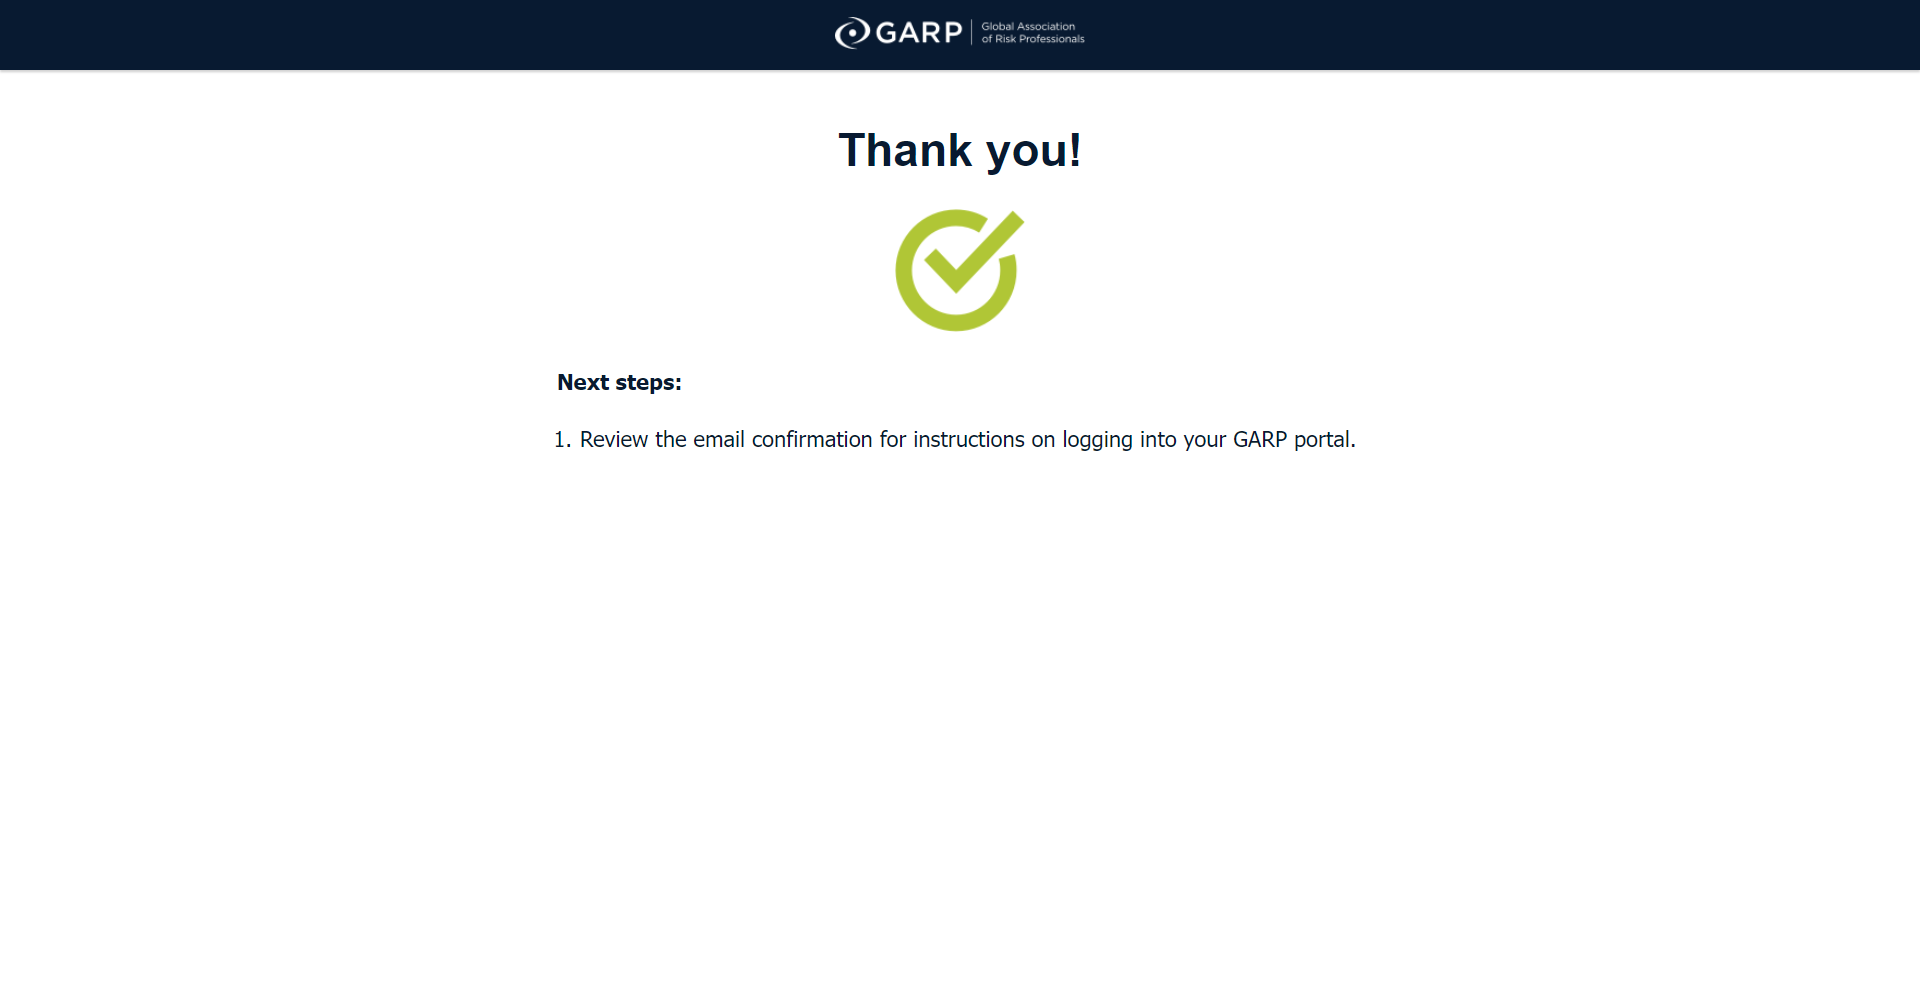 GARP
Global Association
of Risk Professionals
Thank you!
Next steps:
1. Review the email confirmation for instructions on logging into your GARP portal.